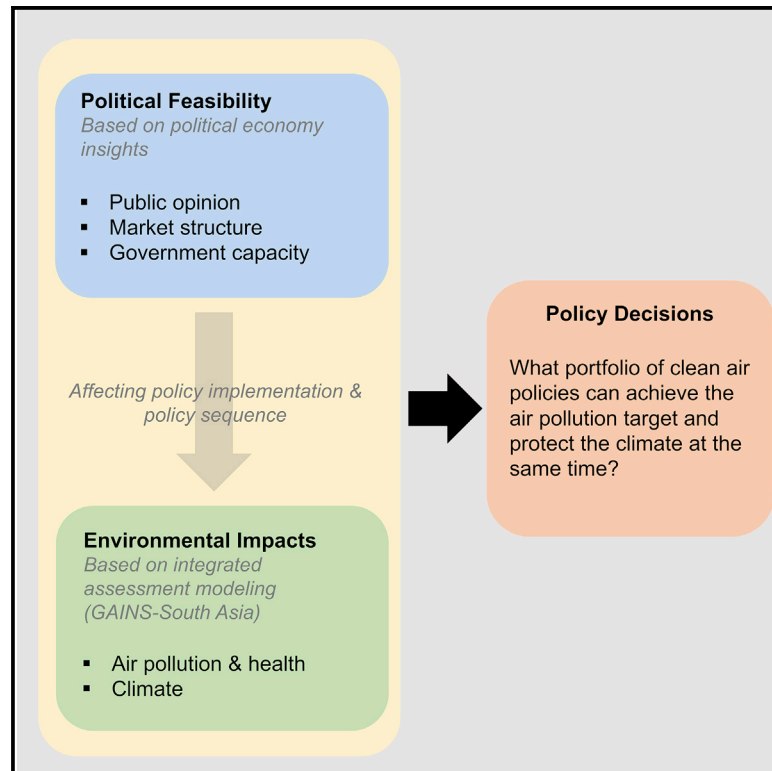 Political Feasibility
Based on political economy
insights
▪ Public opinion
▪ Market structure
▪ Government capacity
Affecting policy implementation &
policy sequence
Environmental Impacts
Based on integrated
assessment modeling
(GAINS-South Asia)
▪ Air pollution & health
▪ Climate
Policy Decisions
What portfolio of clean air
policies can achieve the
air pollution target and
protect the climate at the
same time?